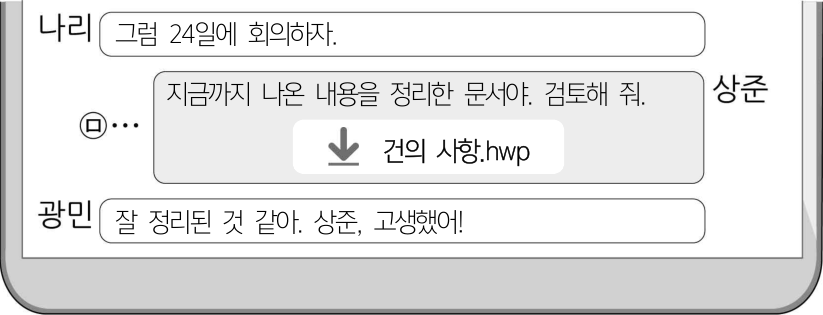 나리 그럼 24일에 회의하자.
지금까지 나온 내용을 정리한 문서야. 검토해 줘. 상준
㉤…
건의 사항.hwp
광민 잘 정리된 것 같아. 상준, 고생했어!